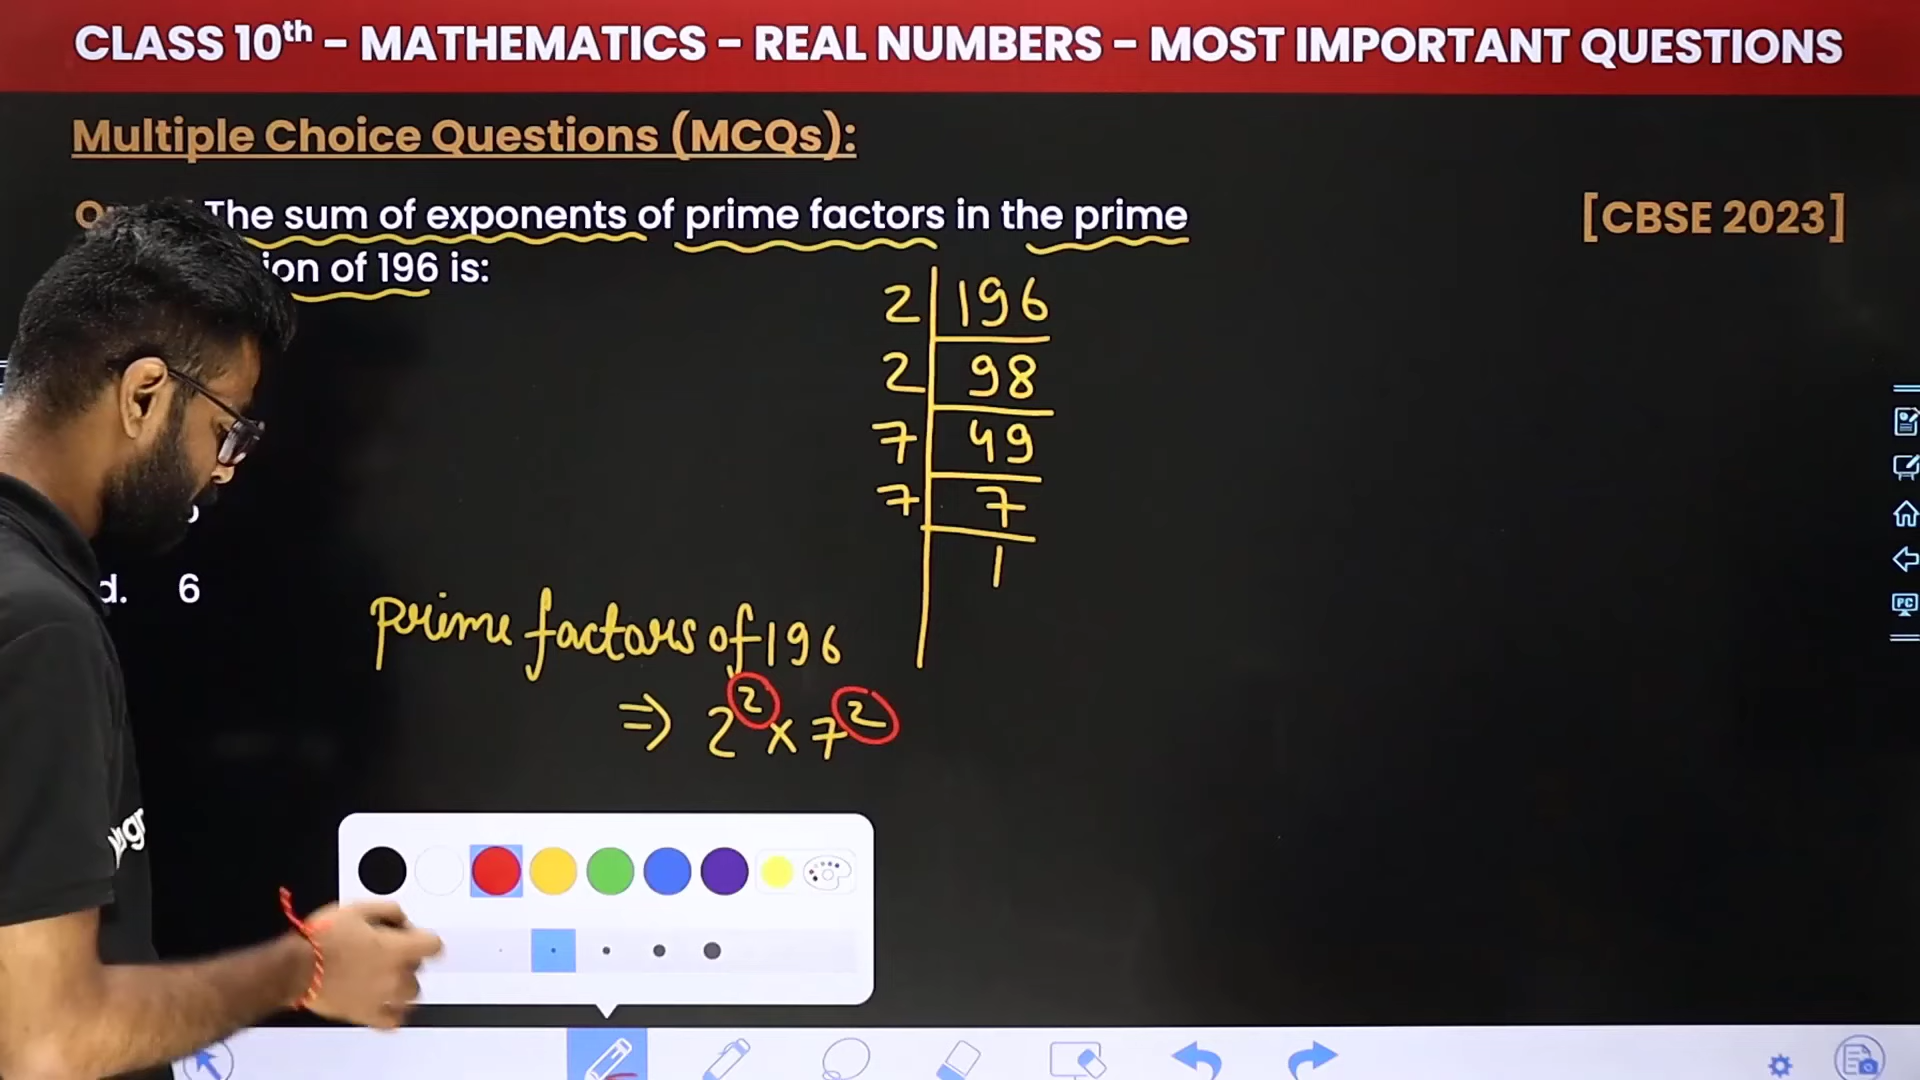 CLASS 10th - MATHEMATICS - REAL NUMBERS - MOST IMPORTANT QUESTIONS
Multiple Choice Questions (MCQs):
The sum of exponents of prime factors in the prime [CBSE 2023]
ion of 196 is:
2 196
2 98
7 49
7 7
1
d. 6
prime factors of 196
⇒ 2² × 7²
PC